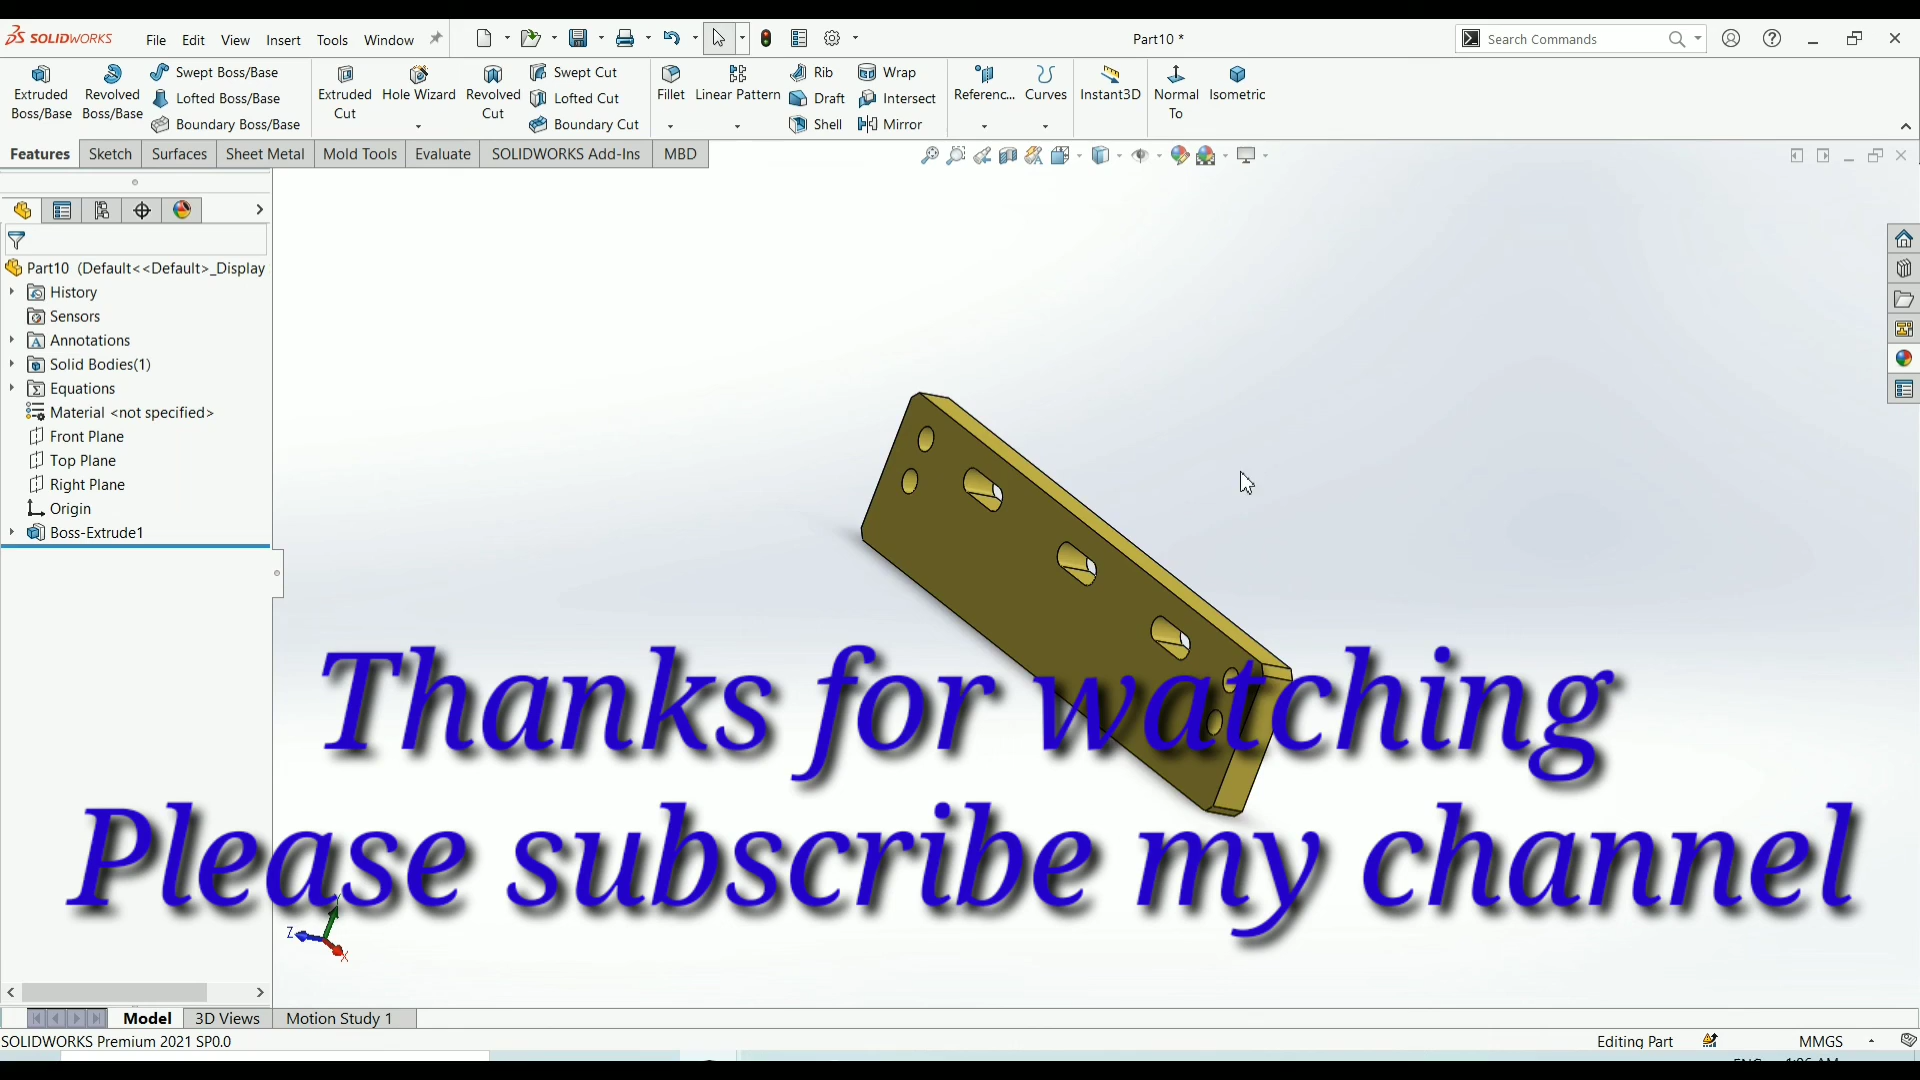 SOLIDWORKS File Edit View Insert Tools Window Part10 * Search Commands
Extruded Boss/Base
Revolved Boss/Base
Swept Boss/Base
Lofted Boss/Base
Boundary Boss/Base
Extruded Cut
Hole Wizard
Revolved Cut
Swept Cut
Lofted Cut
Boundary Cut
Fillet
Linear Pattern
Rib
Draft
Shell
Wrap
Intersect
Mirror
Referenc...
Curves
Instant3D
Normal To
Isometric
Features Sketch Surfaces Sheet Metal Mold Tools Evaluate SOLIDWORKS Add-Ins MBD
Part10 (Default<<Default>_Display
History
Sensors
Annotations
Solid Bodies(1)
Equations
Material <not specified>
Front Plane
Top Plane
Right Plane
Origin
Boss-Extrude1
Thanks for watching
Please subscribe my channel
Y
Z
X
Model 3D Views Motion Study 1
SOLIDWORKS Premium 2021 SP0.0 Editing Part MMGS